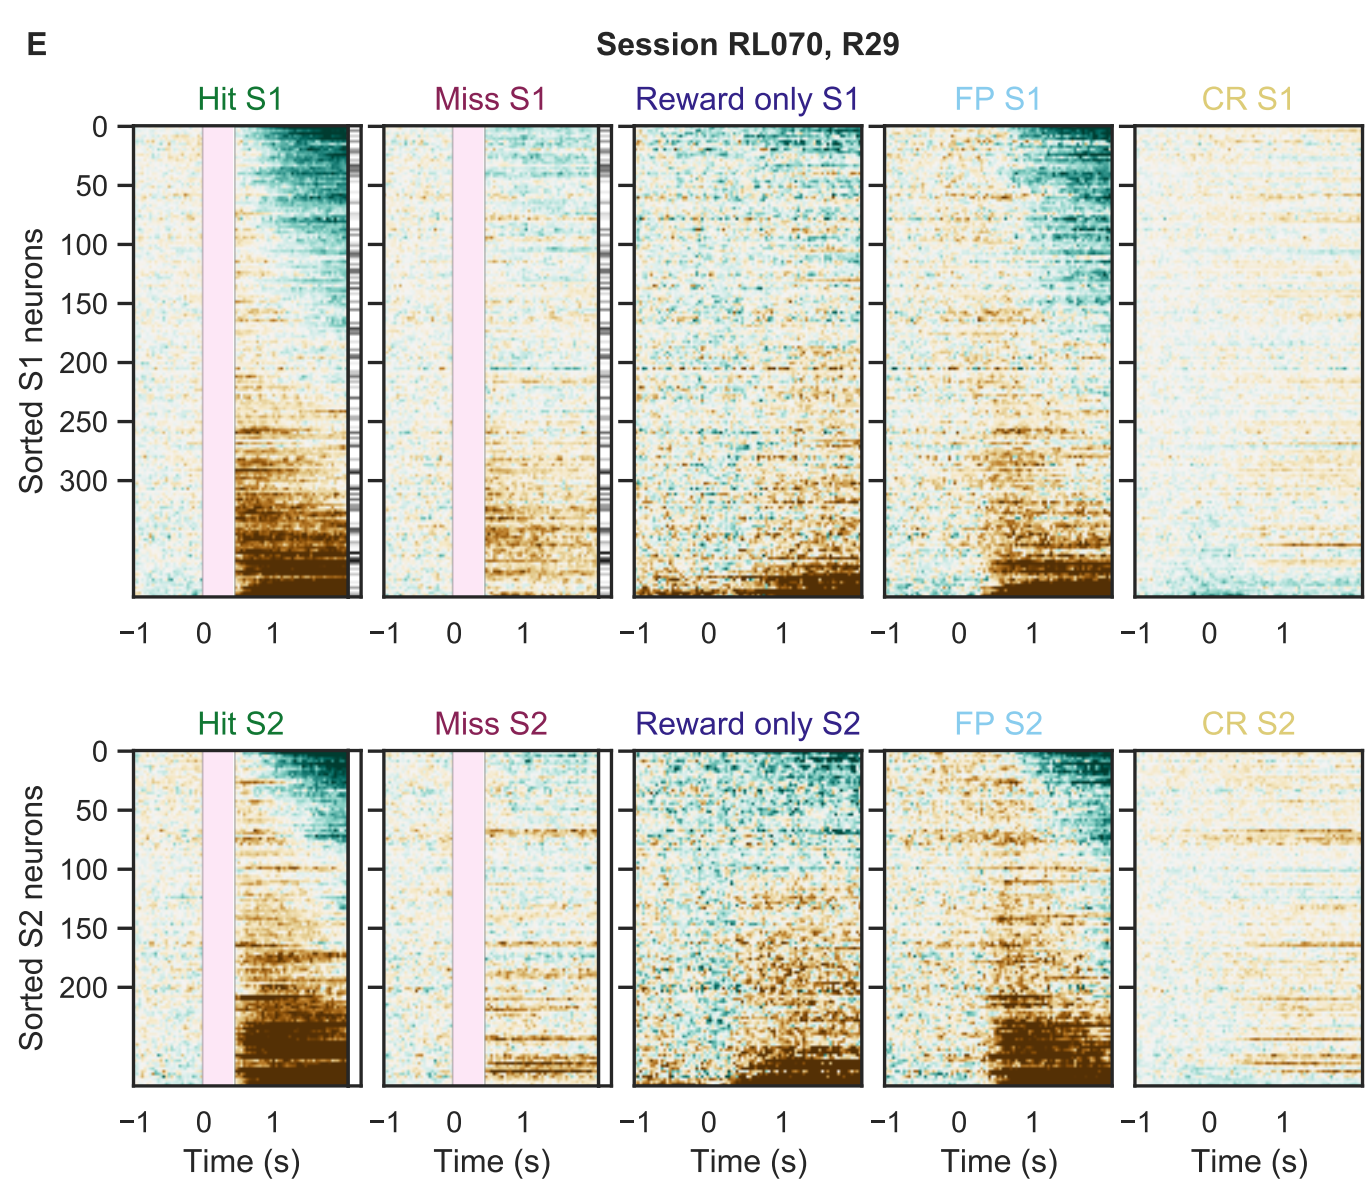 E
Session RL070, R29
Hit S1 Miss S1 Reward only S1 FP S1 CR S1
Sorted S1 neurons
0
50
100
150
200
250
300
−1 0 1 −1 0 1 −1 0 1 −1 0 1 −1 0 1
Hit S2 Miss S2 Reward only S2 FP S2 CR S2
Sorted S2 neurons
0
50
100
150
200
−1 0 1 −1 0 1 −1 0 1 −1 0 1 −1 0 1
Time (s) Time (s) Time (s) Time (s) Time (s)